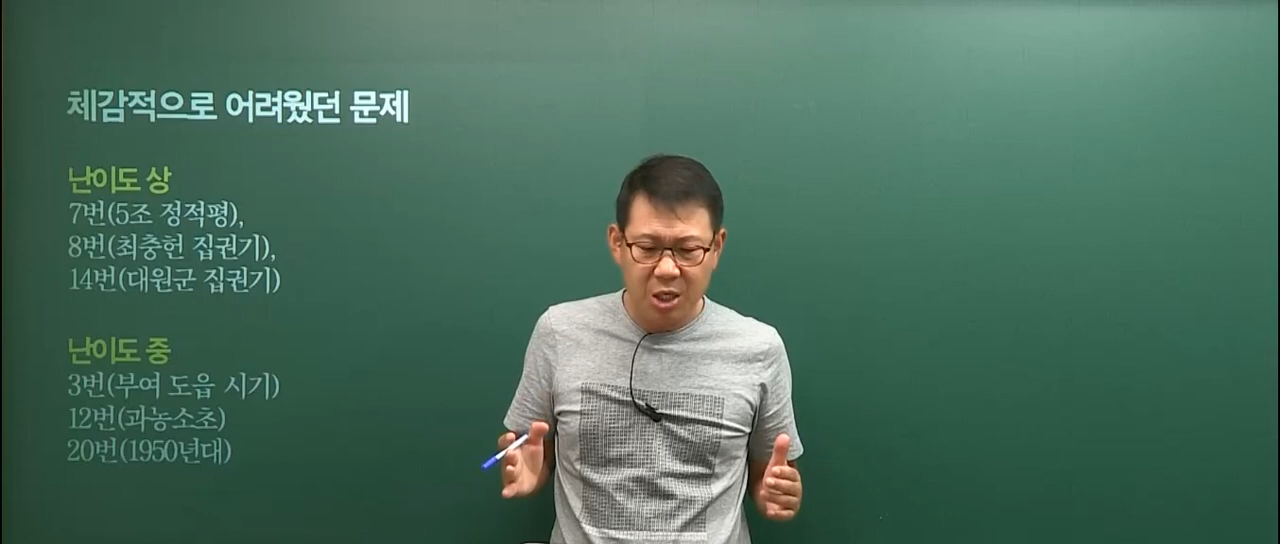 체감적으로 어려웠던 문제
난이도 상
7번(5조 정적평),
8번(최충헌 집권기),
14번(대원군 집권기)
난이도 중
3번(부여 도읍 시기)
12번(과농소초)
20번(1950년대)